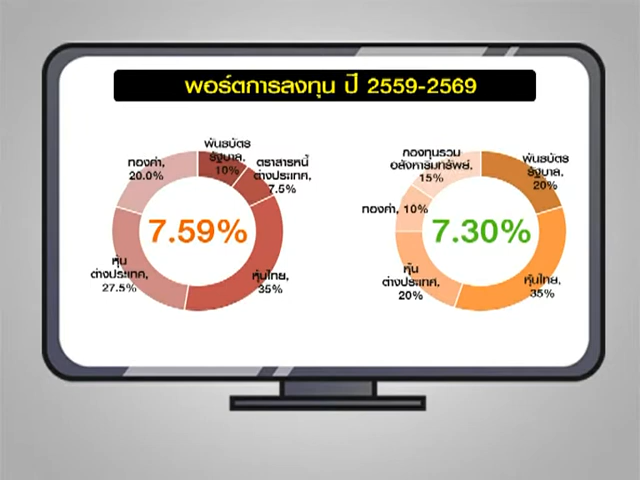 พอร์ตการลงทุน ปี 2559-2569
พันธบัตร
รัฐบาล,
10%
ตราสารหนี้
ต่างประเทศ,
7.5%
ทองคำ,
20.0%
7.59%
หุ้น
ต่างประเทศ,
27.5%
หุ้นไทย,
35%
กองทุนรวม
อสังหาริมทรัพย์,
15%
พันธบัตร
รัฐบาล,
20%
ทองคำ, 10%
7.30%
หุ้น
ต่างประเทศ,
20%
หุ้นไทย,
35%